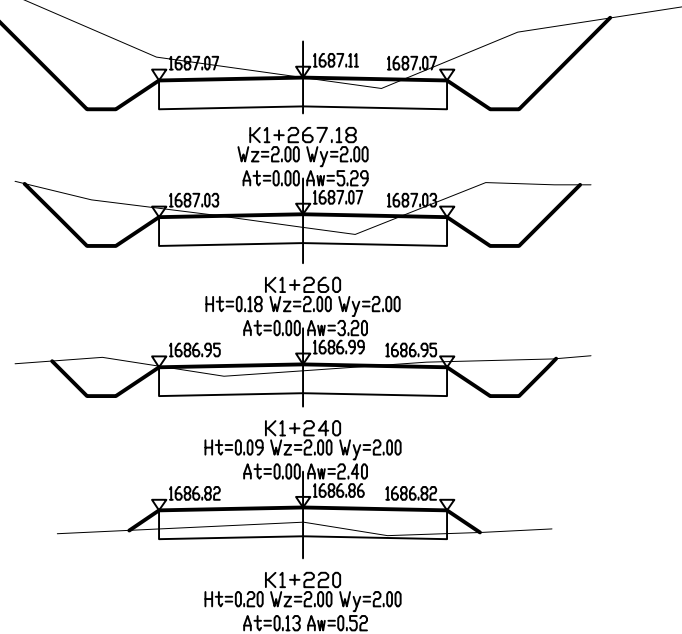 1687.07 1687.11 1687.07
K1+267.18
Wz=2.00 Wy=2.00
At=0.00 Aw=5.29
1687.03 1687.07 1687.03
K1+260
Ht=0.18 Wz=2.00 Wy=2.00
At=0.00 Aw=3.20
1686.95 1686.99 1686.95
K1+240
Ht=0.09 Wz=2.00 Wy=2.00
At=0.00 Aw=2.40
1686.82 1686.86 1686.82
K1+220
Ht=0.20 Wz=2.00 Wy=2.00
At=0.13 Aw=0.52